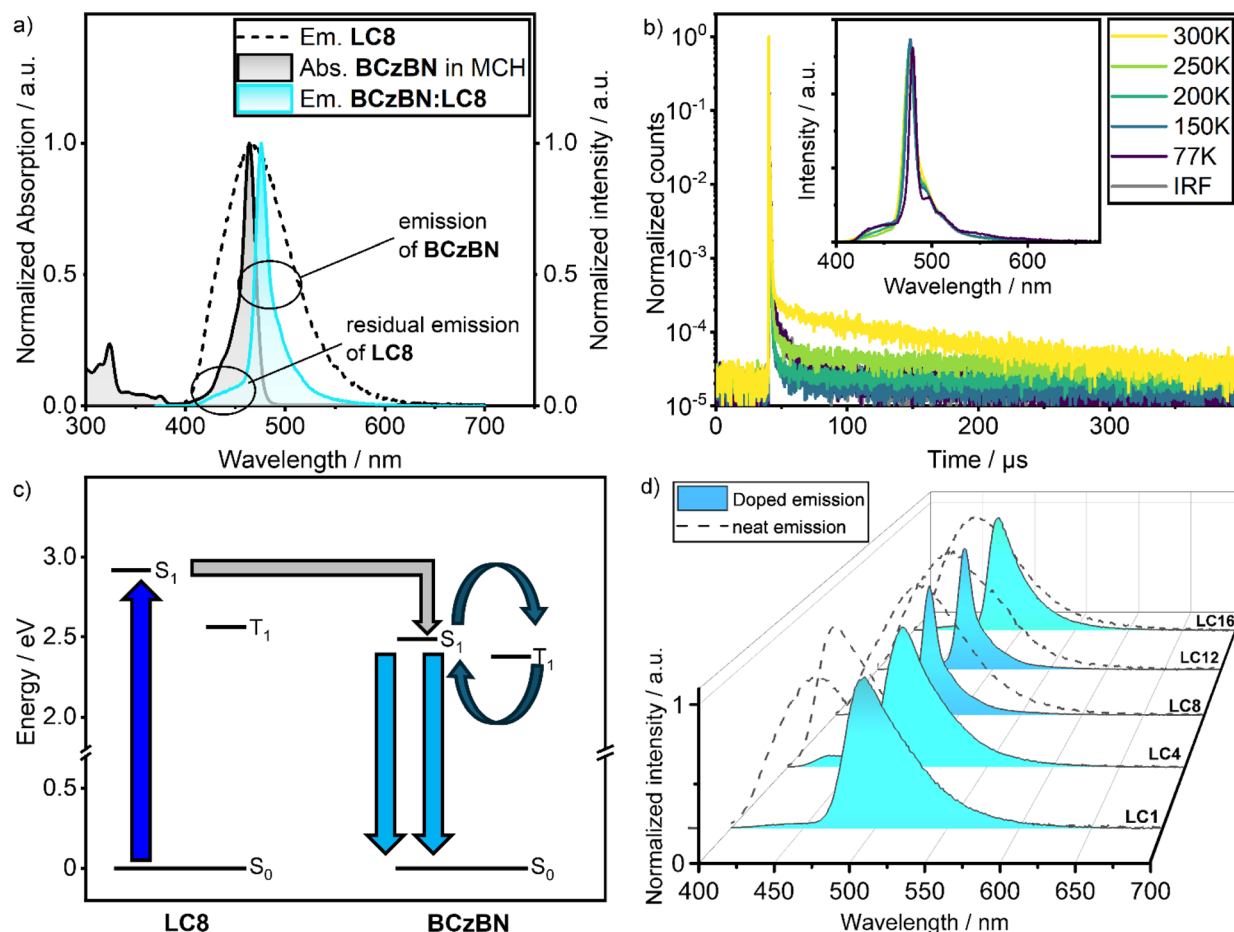 a)
Em. LC8
Abs. BCzBN in MCH
Em. BCzBN:LC8
Normalized Absorption / a.u.
1.0
0.5
0.0
emission
of BCzBN
residual emission
of LC8
1.0
0.5
0.0
Normalized intensity / a.u.
300 400 500 600 700
Wavelength / nm
b)
Normalized counts
10⁰
10⁻¹
10⁻²
10⁻³
10⁻⁴
10⁻⁵
Intensity / a.u.
400 500 600
Wavelength / nm
300K
250K
200K
150K
77K
IRF
0 100 200 300
Time / µs
c)
Energy / eV
3.0
2.5
2.0
0.5
0
S₁
T₁
S₁
T₁
S₀
S₀
LC8 BCzBN
d)
Doped emission
neat emission
Normalized intensity / a.u.
1
0
LC16
LC12
LC8
LC4
LC1
400 450 500 550 600 650 700
Wavelength / nm